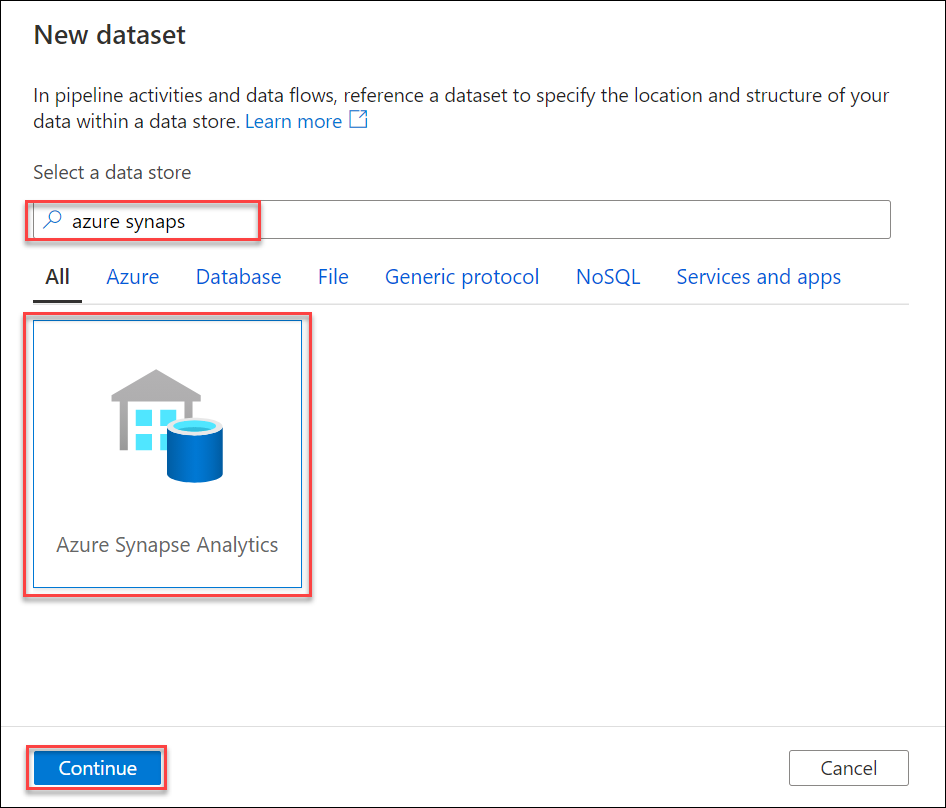 New dataset
In pipeline activities and data flows, reference a dataset to specify the location and structure of your
data within a data store. Learn more
Select a data store
azure synaps
All Azure Database File Generic protocol NoSQL Services and apps
Azure Synapse Analytics
Continue Cancel